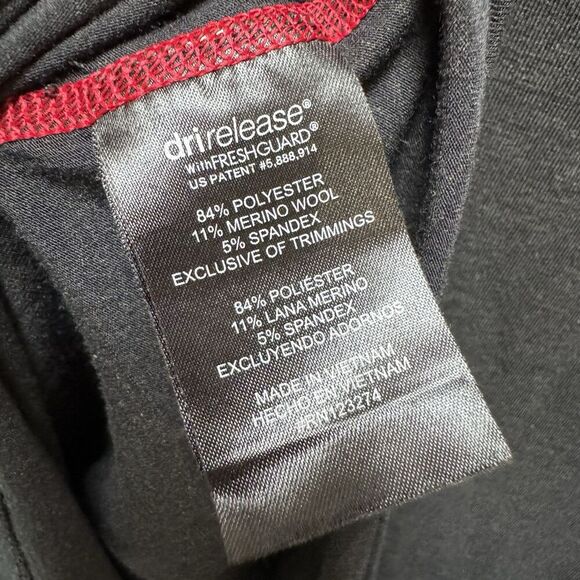 drirelease®
WithFRESHGUARD®
US PATENT #5,888,914
84% POLYESTER
11% MERINO WOOL
5% SPANDEX
EXCLUSIVE OF TRIMMINGS
84% POLIESTER
11% LANA MERINO
5% SPANDEX
EXCLUYENDO ADORNOS
MADE IN VIETNAM
HECHO EN VIETNAM
#RN123274